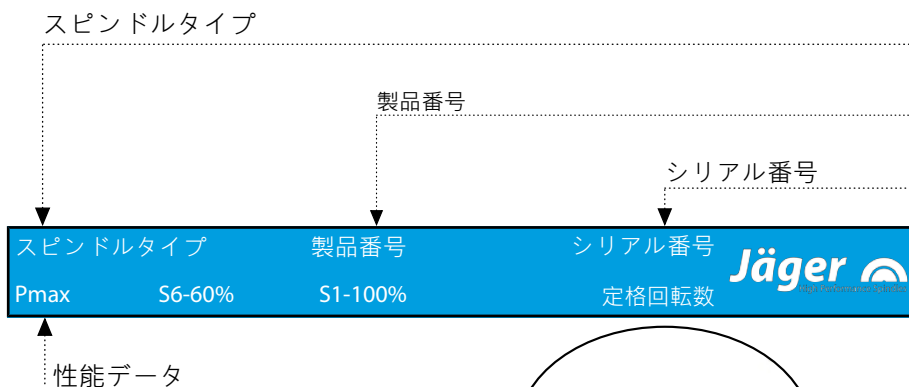 スピンドルタイプ
製品番号
シリアル番号
スピンドルタイプ 製品番号 シリアル番号
Jäger
Pmax S6-60% S1-100% 定格回転数
性能データ